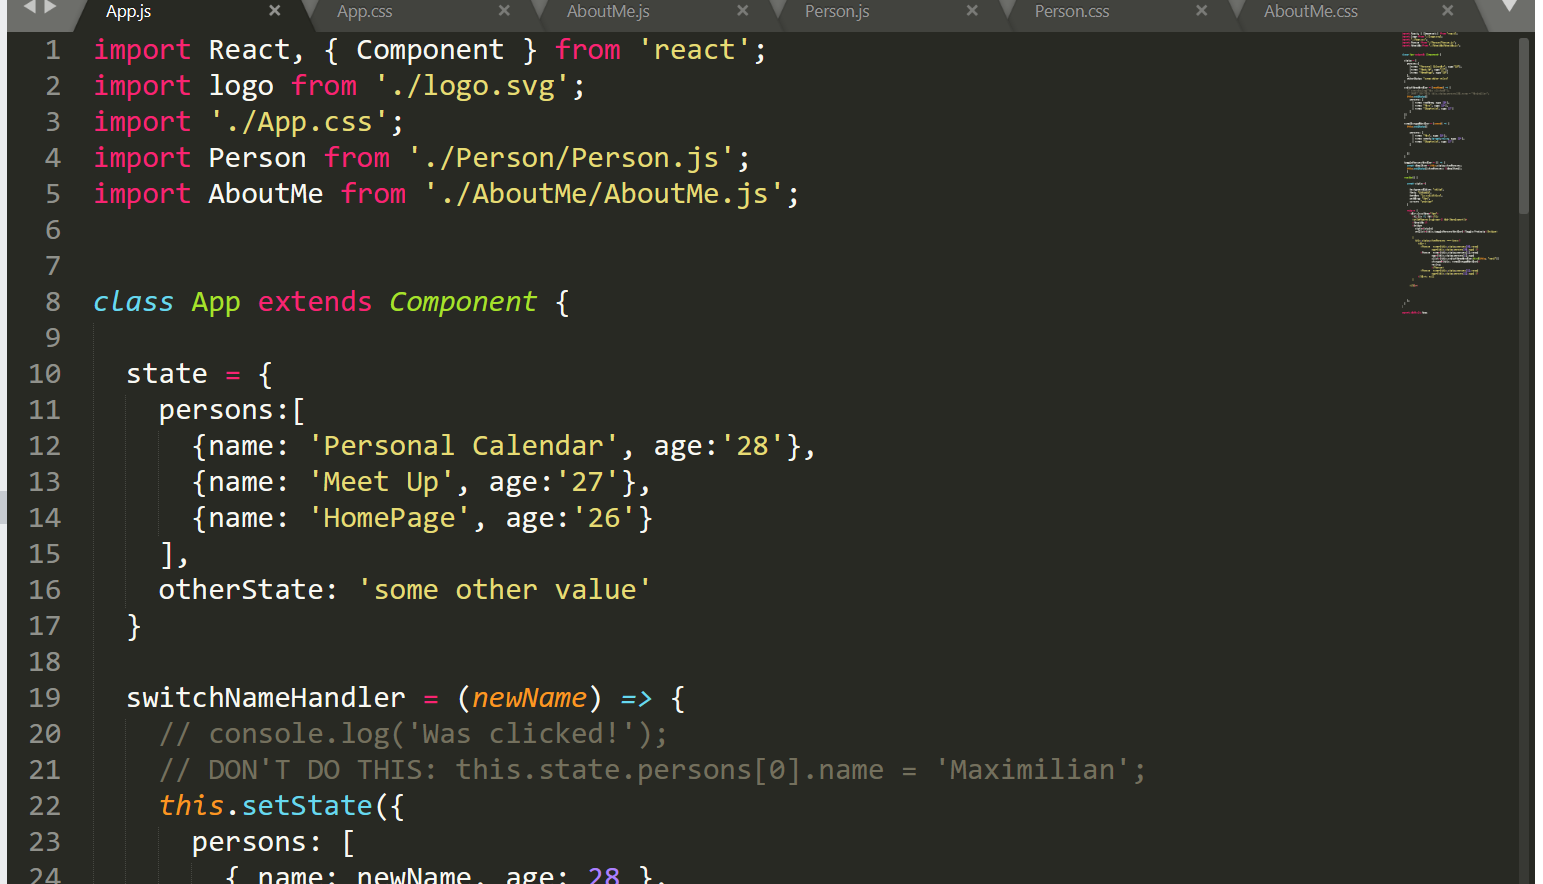 App.js × App.css × AboutMe.js × Person.js × Person.css × AboutMe.css ×
1 import React, { Component } from 'react';
2 import logo from './logo.svg';
3 import './App.css';
4 import Person from './Person/Person.js';
5 import AboutMe from './AboutMe/AboutMe.js';
6
7
8 class App extends Component {
9
10 state = {
11 persons:[
12 {name: 'Personal Calendar', age:'28'},
13 {name: 'Meet Up', age:'27'},
14 {name: 'HomePage', age:'26'}
15 ],
16 otherState: 'some other value'
17 }
18
19 switchNameHandler = (newName) => {
20 // console.log('Was clicked!');
21 // DON'T DO THIS: this.state.persons[0].name = 'Maximilian';
22 this.setState({
23 persons: [
24 { name: newName, age: 28 },